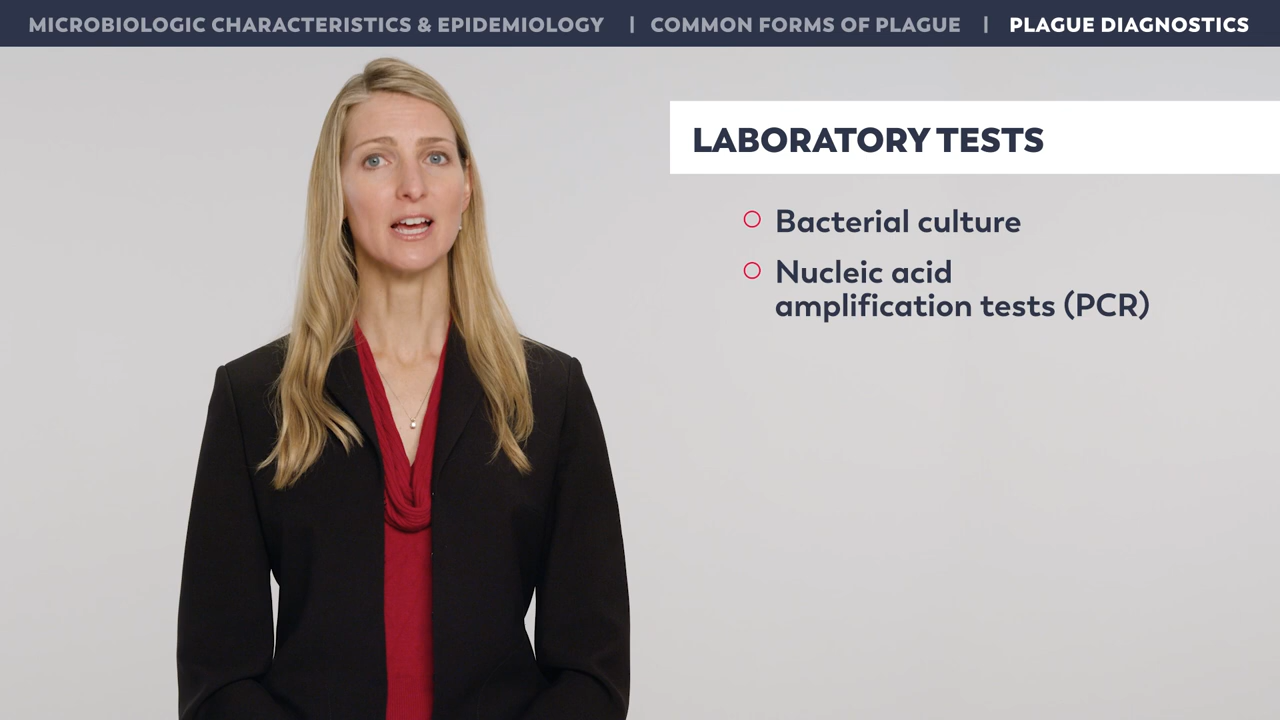 MICROBIOLOGIC CHARACTERISTICS & EPIDEMIOLOGY | COMMON FORMS OF PLAGUE | PLAGUE DIAGNOSTICS
LABORATORY TESTS
Bacterial culture
Nucleic acid
amplification tests (PCR)